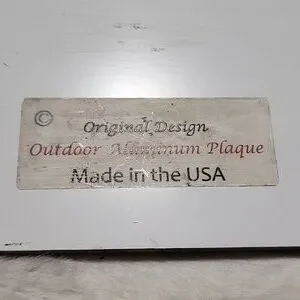 ©
Original Design
Outdoor Aluminum Plaque
Made in the USA